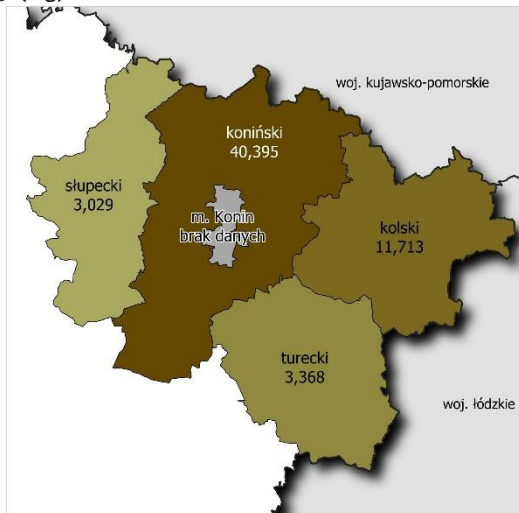 woj. kujawsko-pomorskie
koniński
40,395
słupecki
3,029
m. Konin
brak danych
kolski
11,713
turecki
3,368
woj. łódzkie